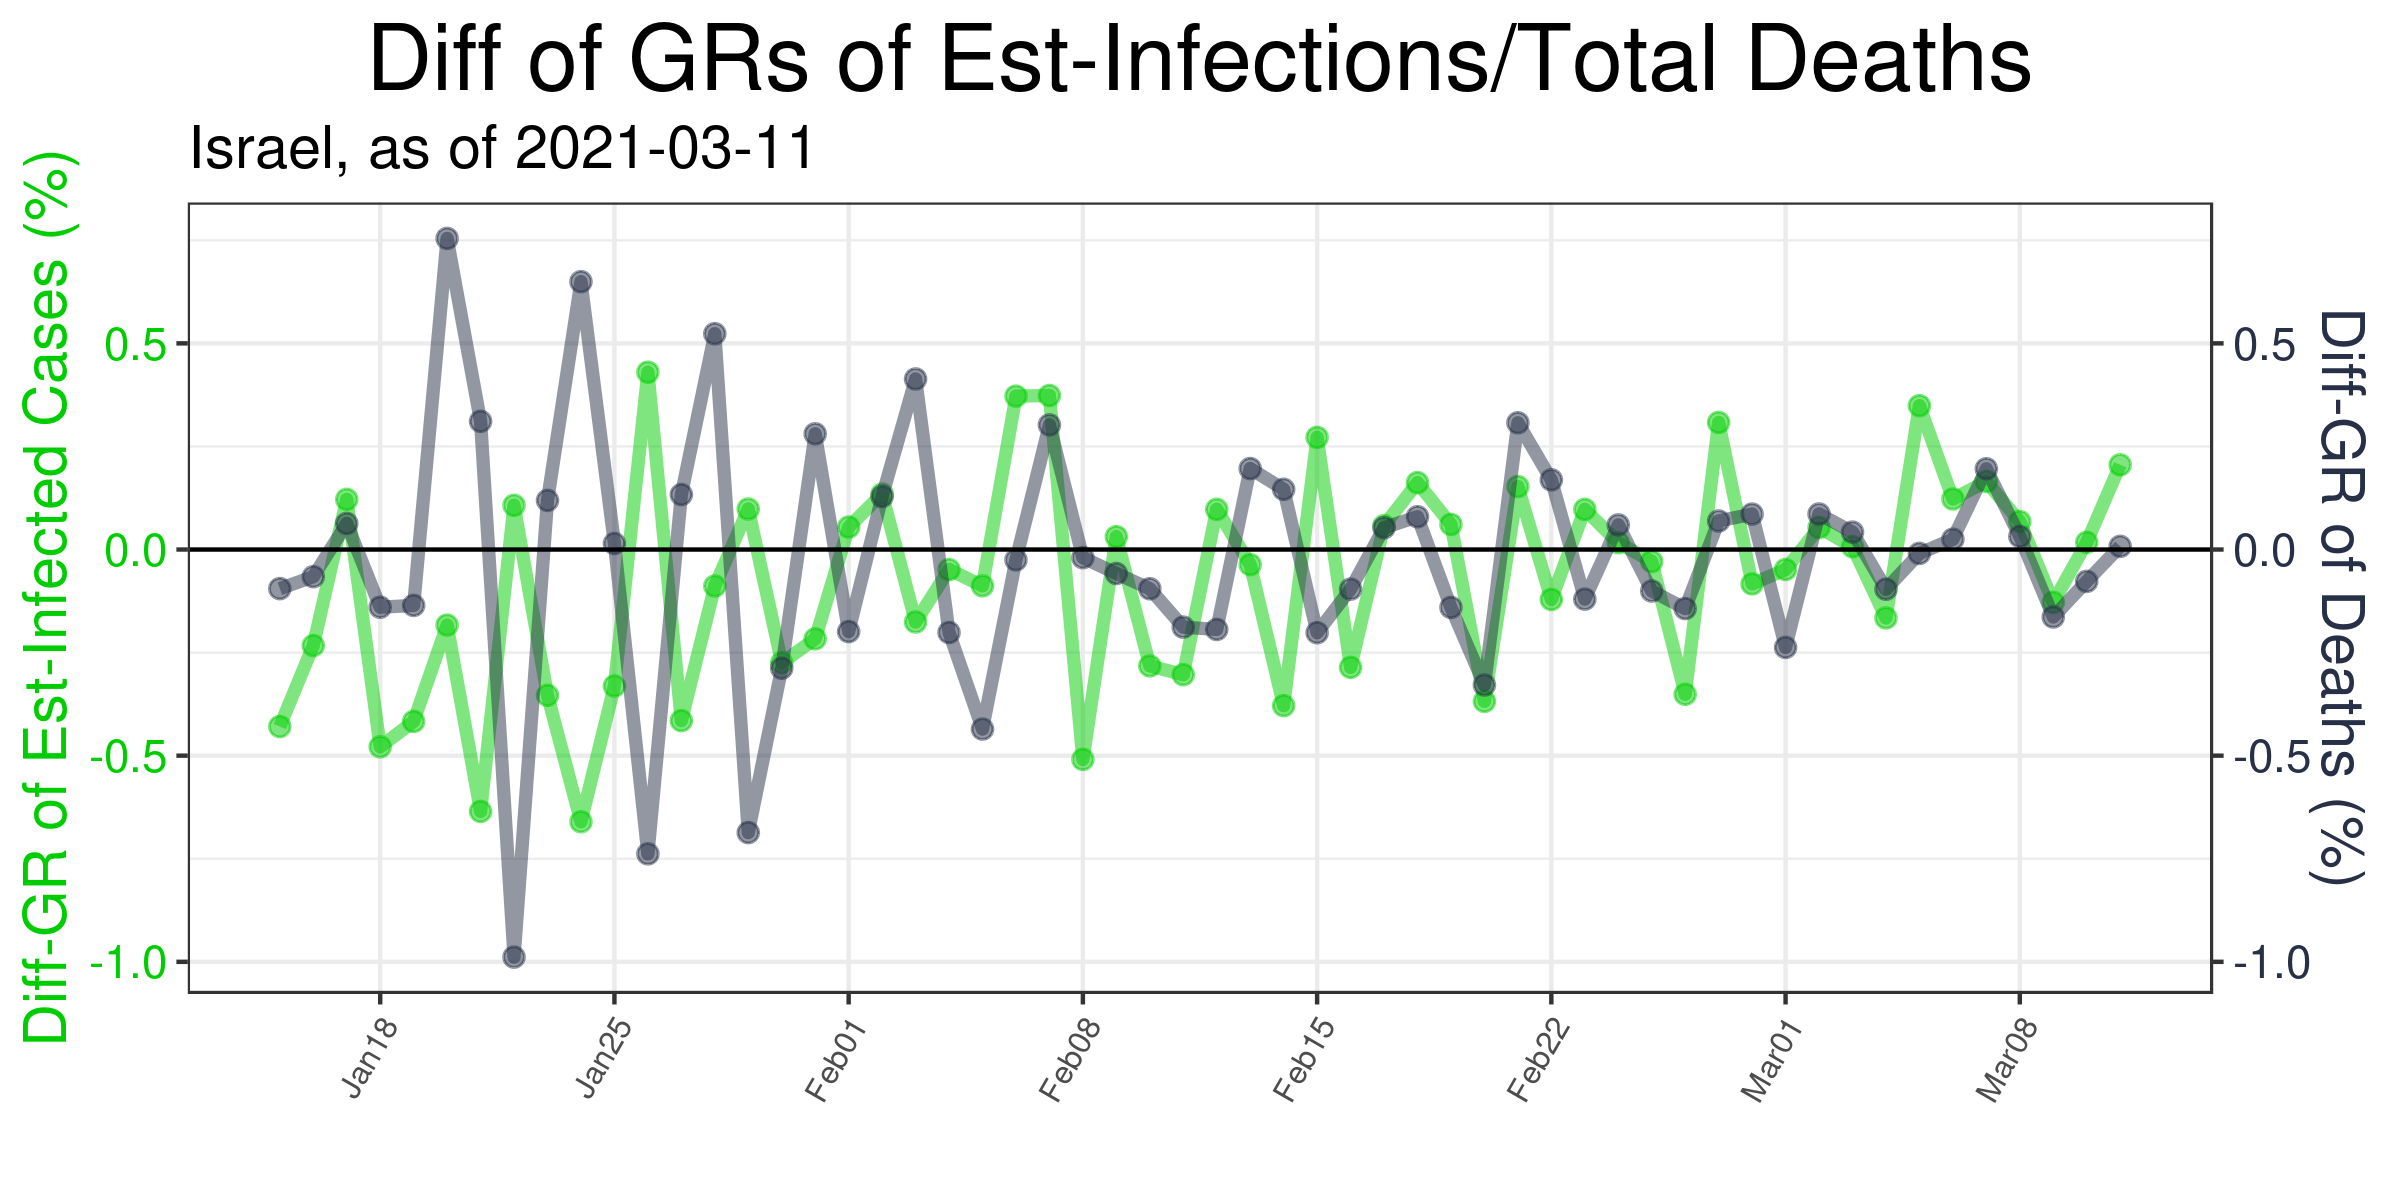 Diff of GRs of Est-Infections/Total Deaths
Israel, as of 2021-03-11
Diff-GR of Est-Infected Cases (%)
0.5
0.0
-0.5
-1.0
0.5
0.0
-0.5
-1.0
Diff-GR of Deaths (%)
Jan18
Jan25
Feb01
Feb08
Feb15
Feb22
Mar01
Mar08